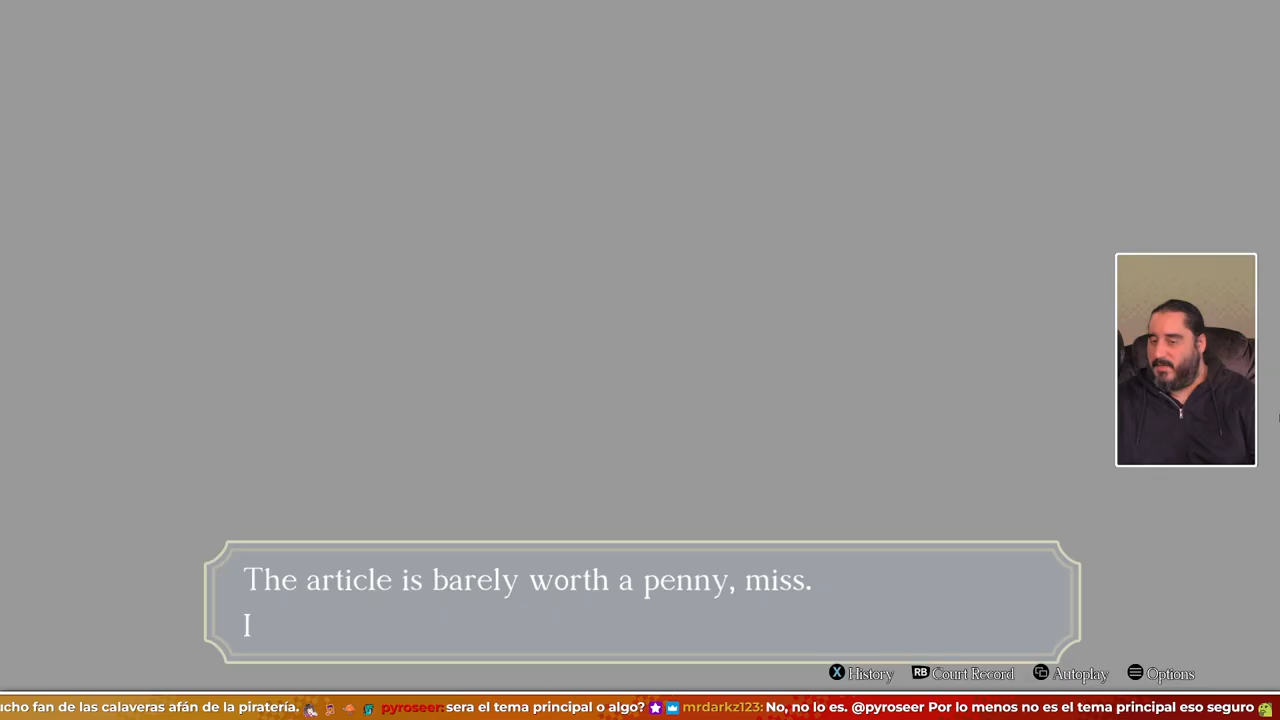 The article is barely worth a penny, miss.
I
X History RB Court Record Autoplay Options
ucho fan de las calaveras afán de la piratería. pyroseer: sera el tema principal o algo? mrdarkz123: No, no lo es. @pyroseer Por lo menos no es el tema principal eso seguro